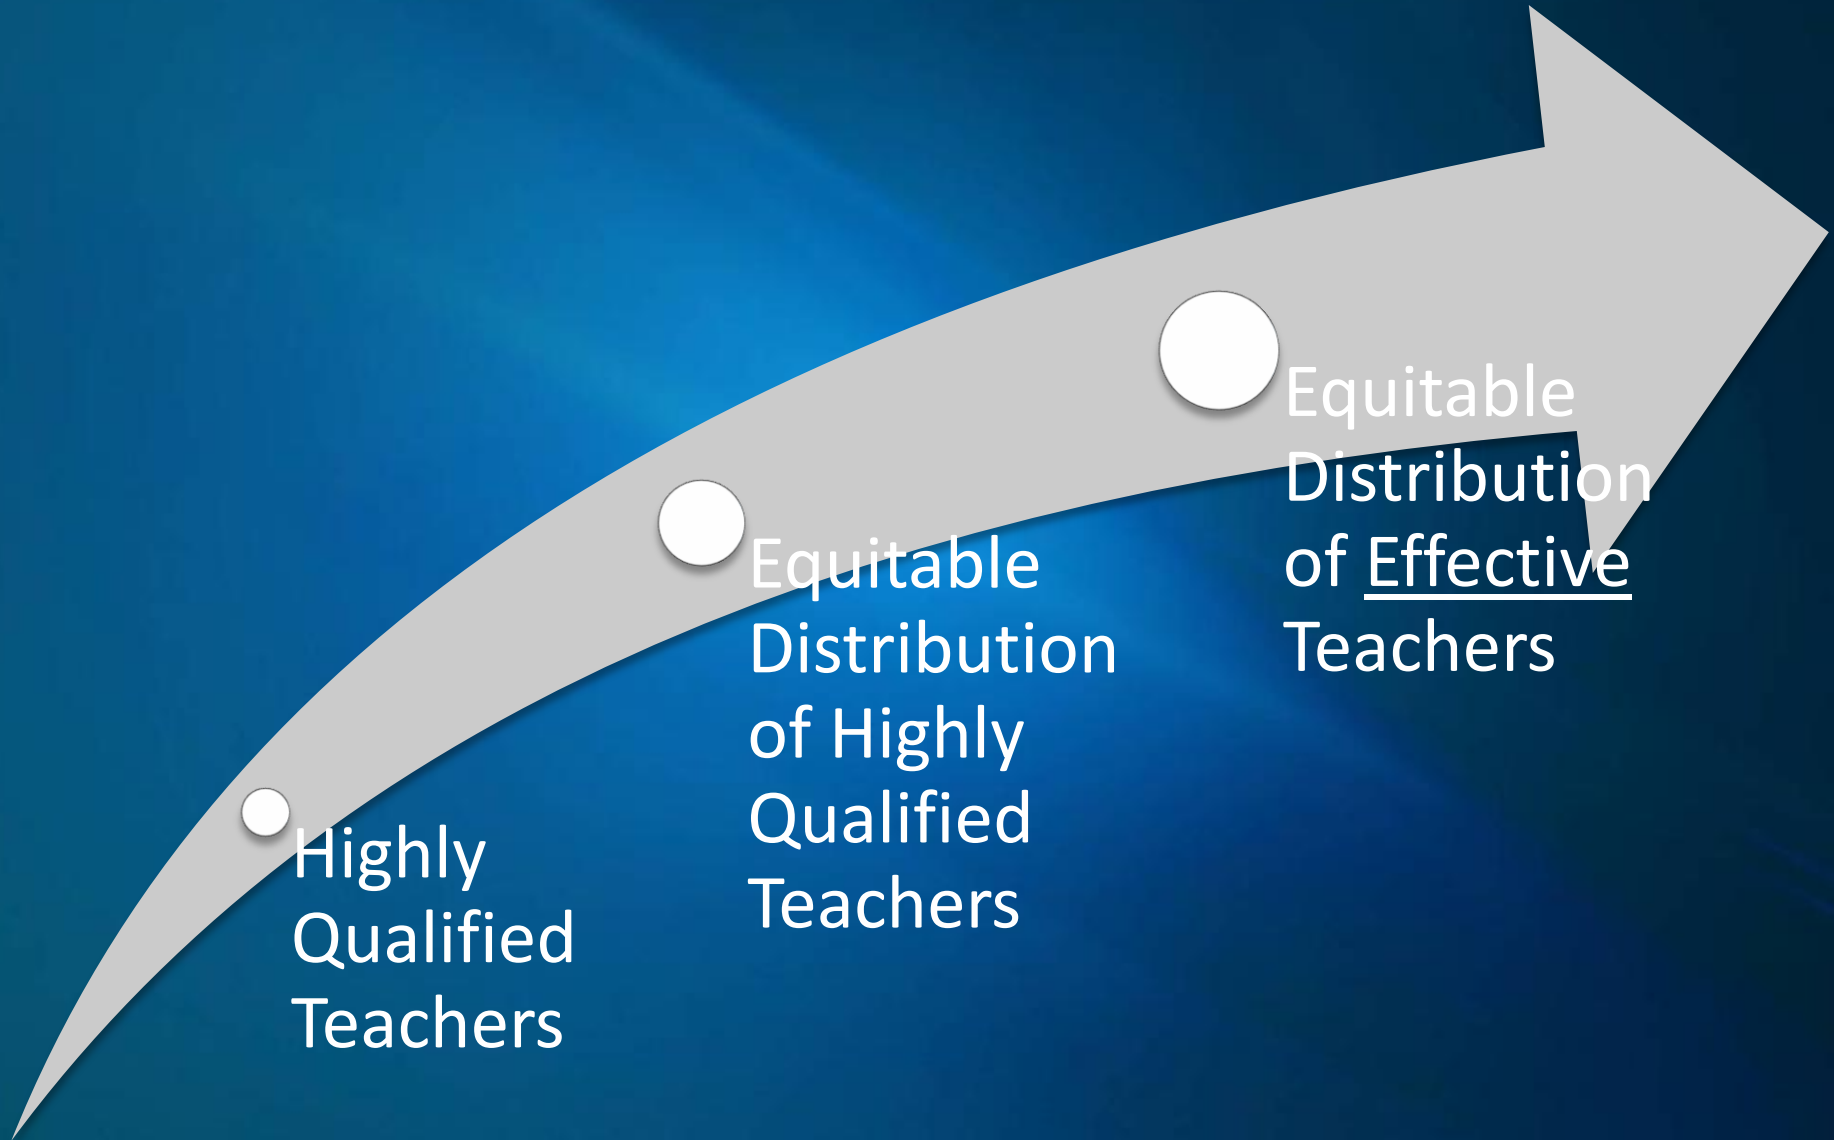 Highly
Qualified
Teachers
Equitable
Distribution
of Highly
Qualified
Teachers
Equitable
Distribution
of Effective
Teachers